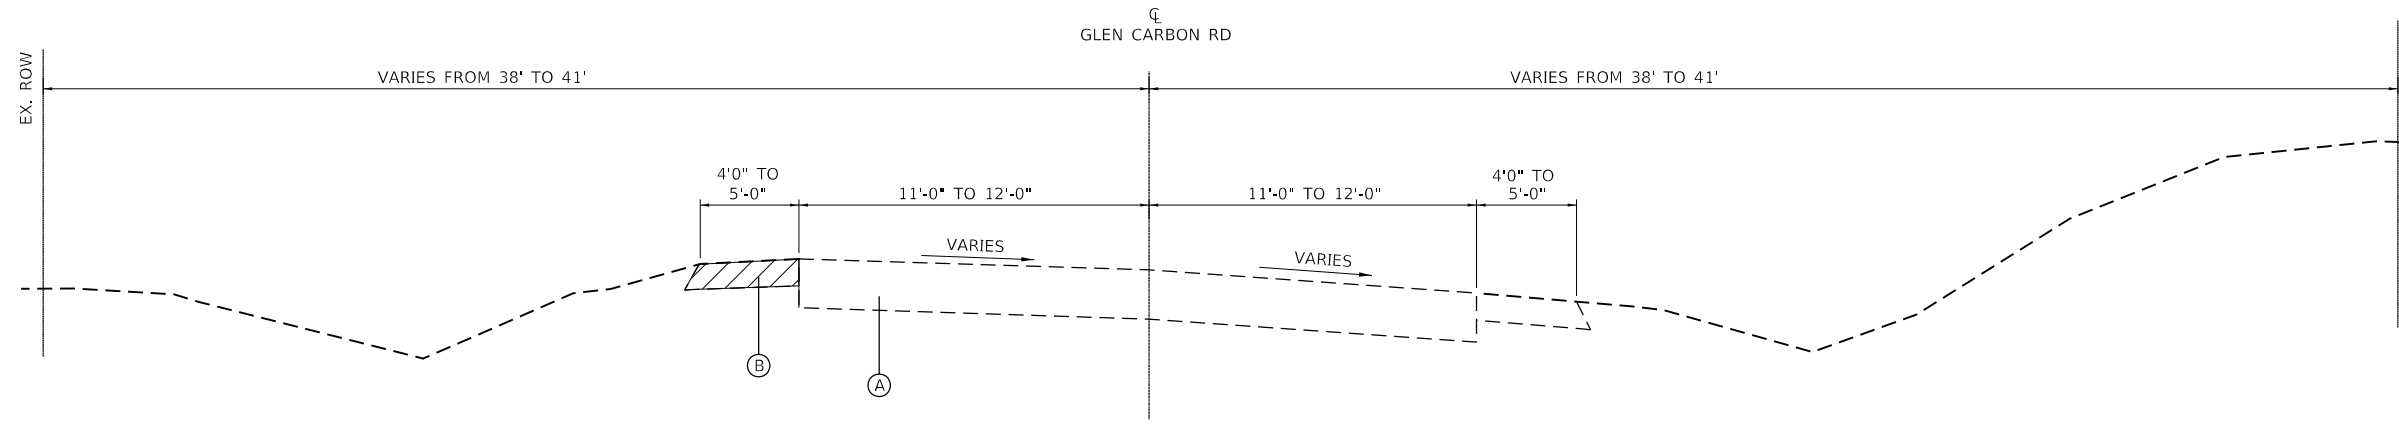 ℄
GLEN CARBON RD
EX. ROW
VARIES FROM 38' TO 41'
VARIES FROM 38' TO 41'
4'0" TO
5'-0"
11'-0" TO 12'-0"
11'-0" TO 12'-0"
4'0" TO
5'-0"
VARIES
VARIES
B
A